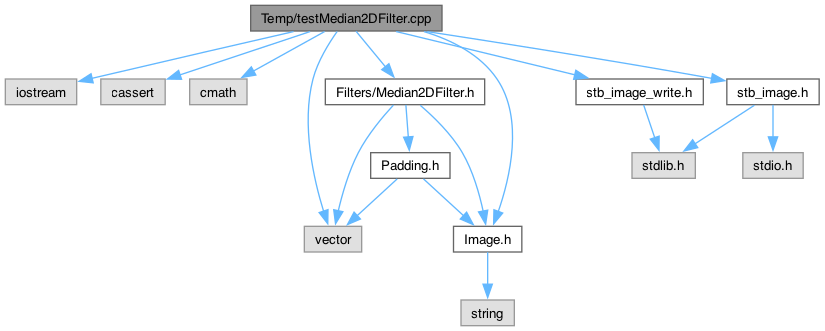 Temp/testMedian2DFilter.cpp
iostream
cassert
cmath
Filters/Median2DFilter.h
stb_image_write.h
stb_image.h
Padding.h
stdlib.h
stdio.h
vector
Image.h
string